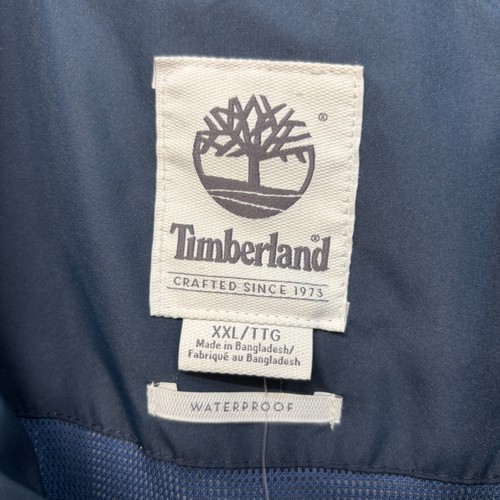 ®
Timberland®
CRAFTED SINCE 1973
XXL/TTG
Made in Bangladesh/
Fabriqué au Bangladesh
WATERPROOF